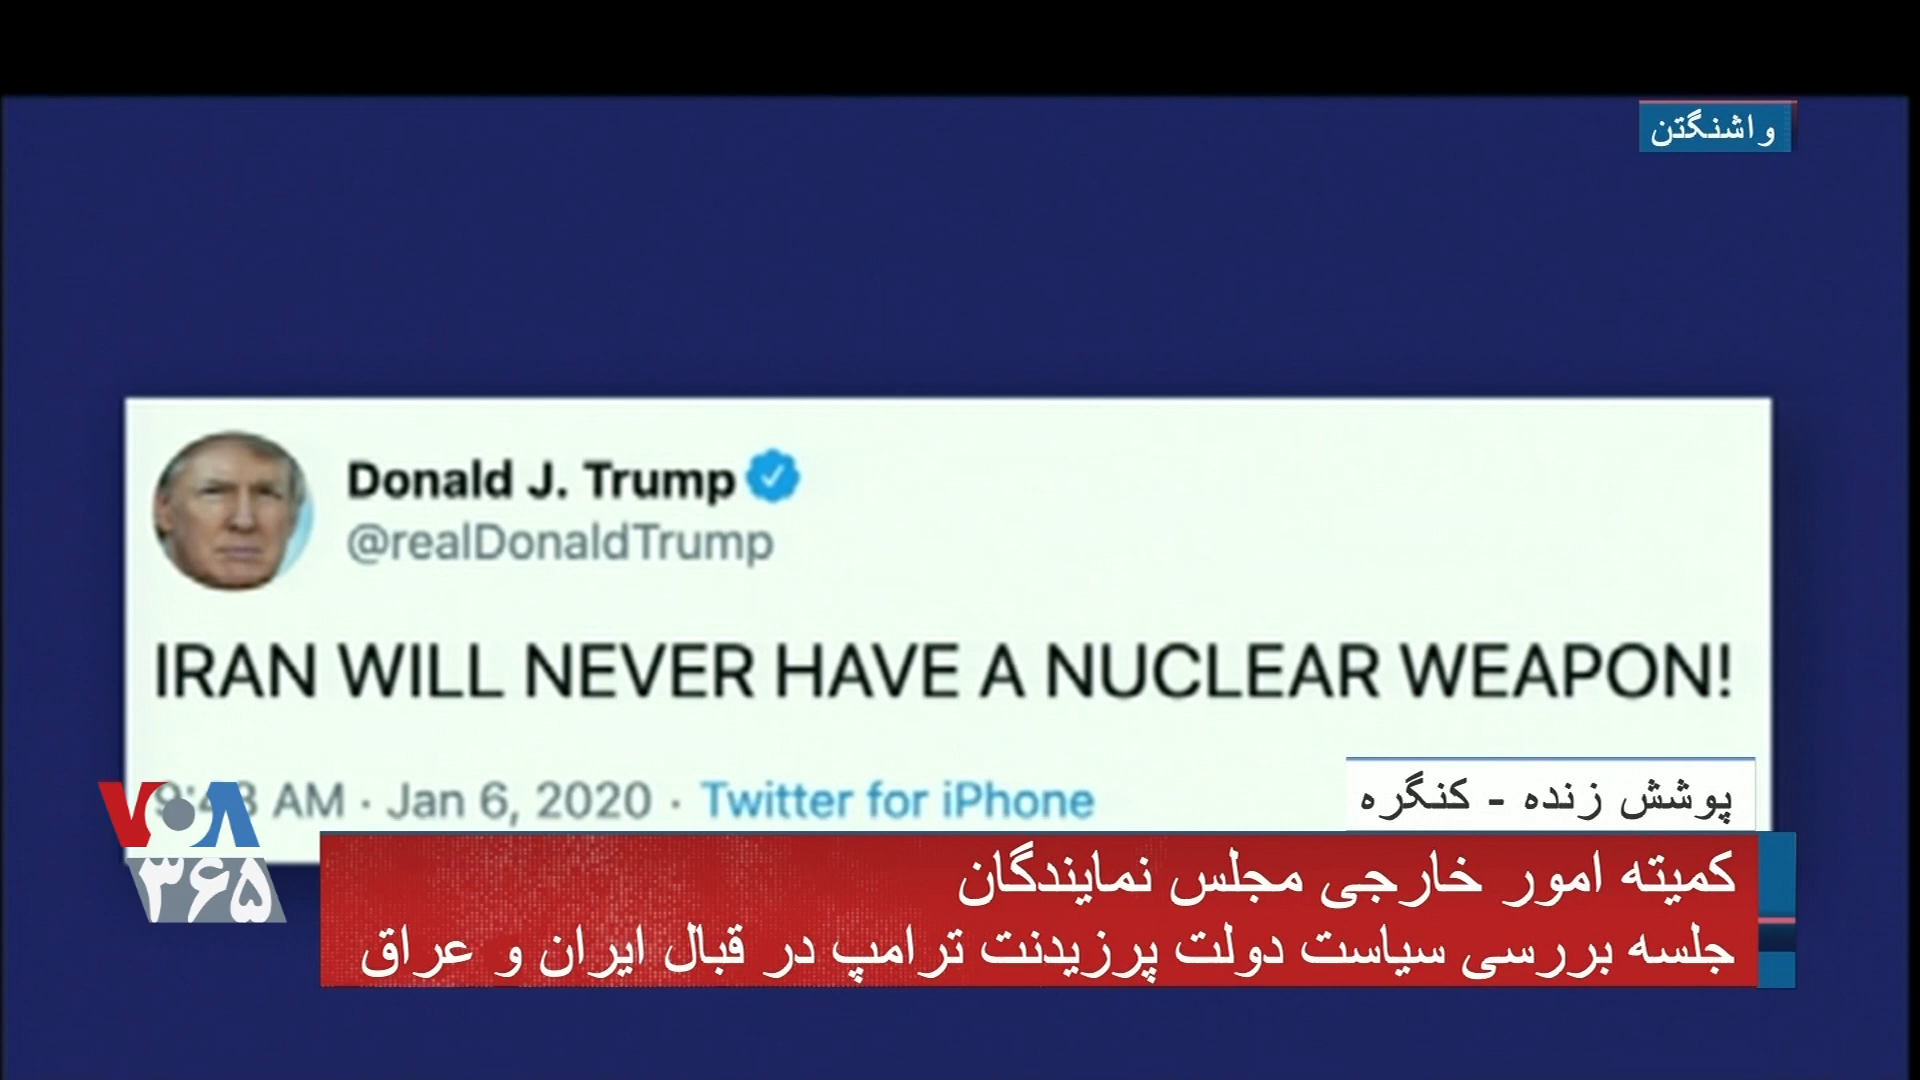 واشنگتن
Donald J. Trump
@realDonaldTrump
IRAN WILL NEVER HAVE A NUCLEAR WEAPON!
AM · Jan 6, 2020 · Twitter for iPhone
پوشش زنده - کنگره
VOA
۳۶۵
کمیته امور خارجی مجلس نمایندگان
جلسه بررسی سیاست دولت پرزیدنت ترامپ در قبال ایران و عراق